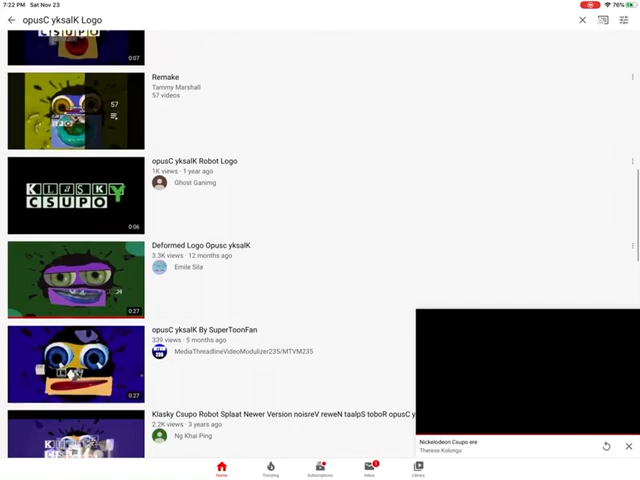 7:22 PM Sat Nov 23
76%
opusC yksalK Logo
0:07
Remake
Tammy Marshall
57 videos
57
opusC yksalK Robot Logo
1K views · 1 year ago
Ghost Ganimg
KLASKY
CSUPO
0:06
Deformed Logo Opusc yksalK
3.3K views · 12 months ago
Emile Sila
0:27
opusC yksalK By SuperToonFan
339 views · 5 months ago
MediaThreadlineVideoModulizer235/MTVM235
0:27
Klasky Csupo Robot Splaat Newer Version noisreV reweN taalpS toboR opusC y
2.2K views · 3 years ago
Ng Khai Ping
Nickelodeon Csupo ere
Therese Kolongo
Home
Trending
Subscriptions
Inbox
Library